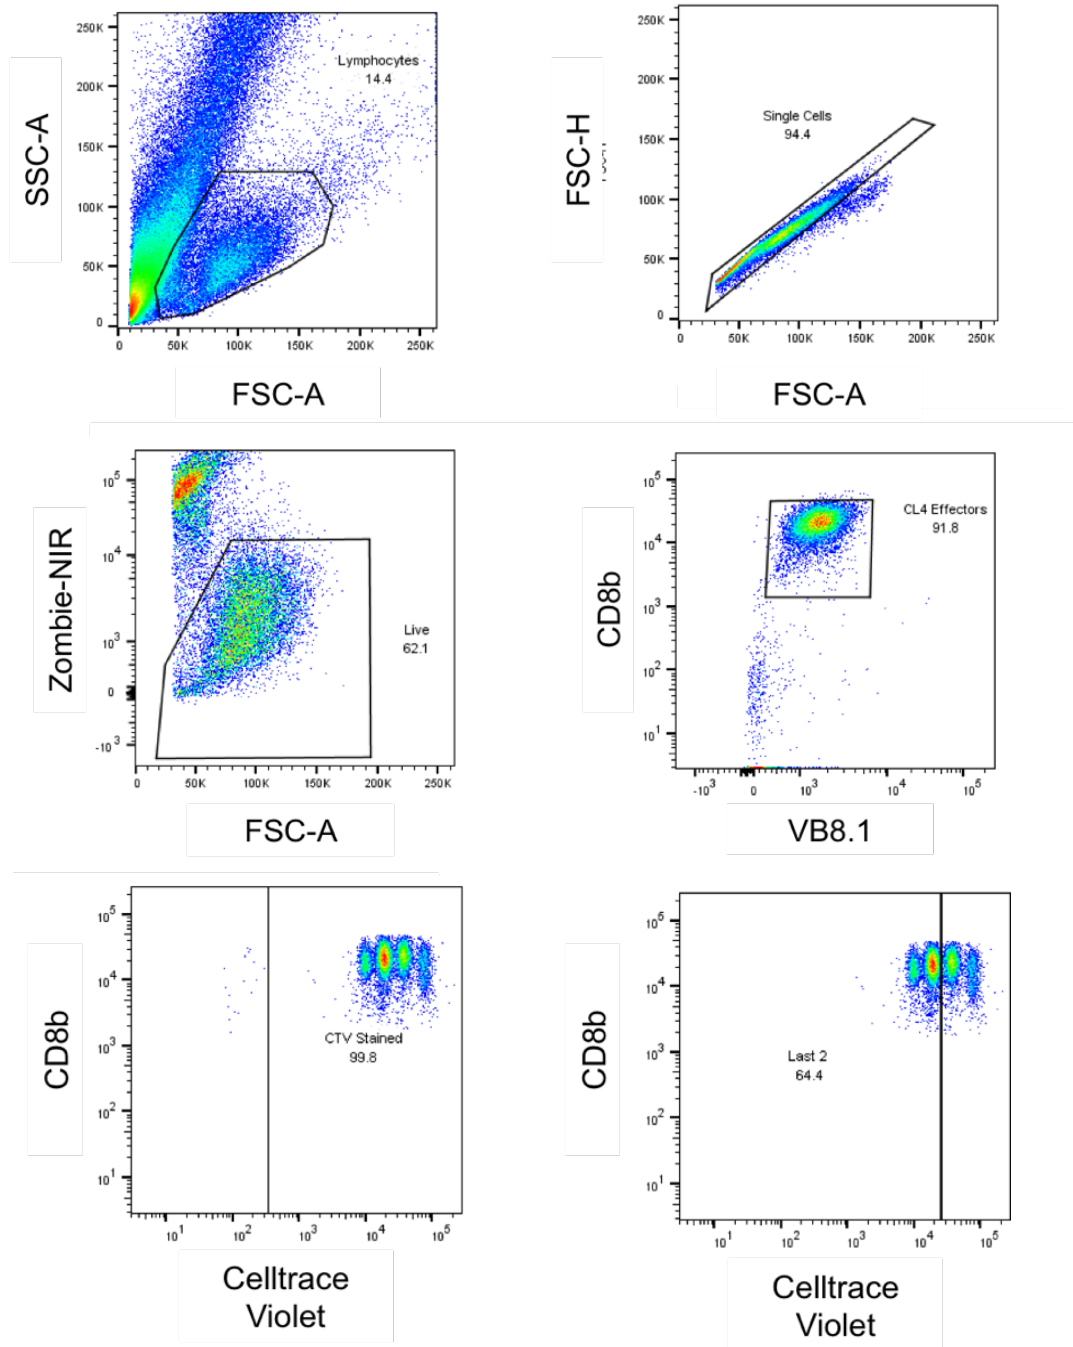 250K
200K
150K
100K
50K
0
SSC-A
Lymphocytes
14.4
0 50K 100K 150K 200K 250K
FSC-A
250K
200K
150K
100K
50K
0
FSC-H
Single Cells
94.4
0 50K 100K 150K 200K 250K
FSC-A
10^5
10^4
10^3
0
-10^3
Zombie-NIR
Live
62.1
0 50K 100K 150K 200K 250K
FSC-A
10^5
10^4
10^3
10^2
10^1
CD8b
CL4 Effectors
91.8
-10^3 0 10^3 10^4 10^5
VB8.1
10^5
10^4
10^3
10^2
10^1
CD8b
CTV Stained
99.8
10^1 10^2 10^3 10^4 10^5
Celltrace
Violet
10^5
10^4
10^3
10^2
10^1
CD8b
Last 2
64.4
10^1 10^2 10^3 10^4 10^5
Celltrace
Violet